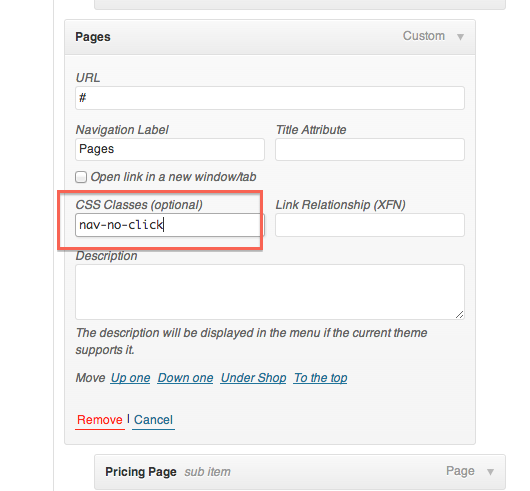 Pages Custom
URL
#
Navigation Label Title Attribute
Pages
Open link in a new window/tab
CSS Classes (optional) Link Relationship (XFN)
nav-no-click
Description
The description will be displayed in the menu if the current theme
supports it.
Move Up one Down one Under Shop To the top
Remove | Cancel
Pricing Page sub item Page